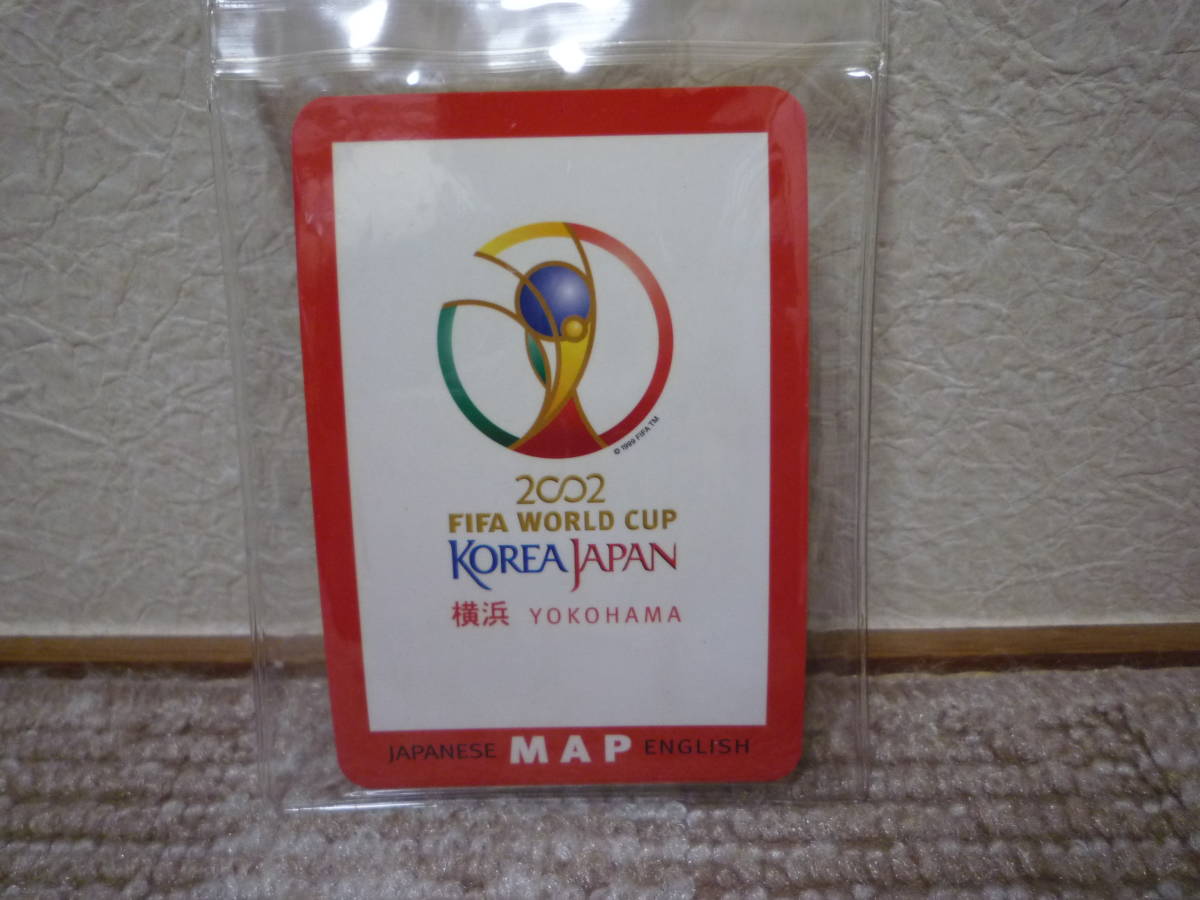 © 1999 FIFA TM
2002
FIFA WORLD CUP
KOREA JAPAN
横浜 YOKOHAMA
JAPANESE MAP ENGLISH